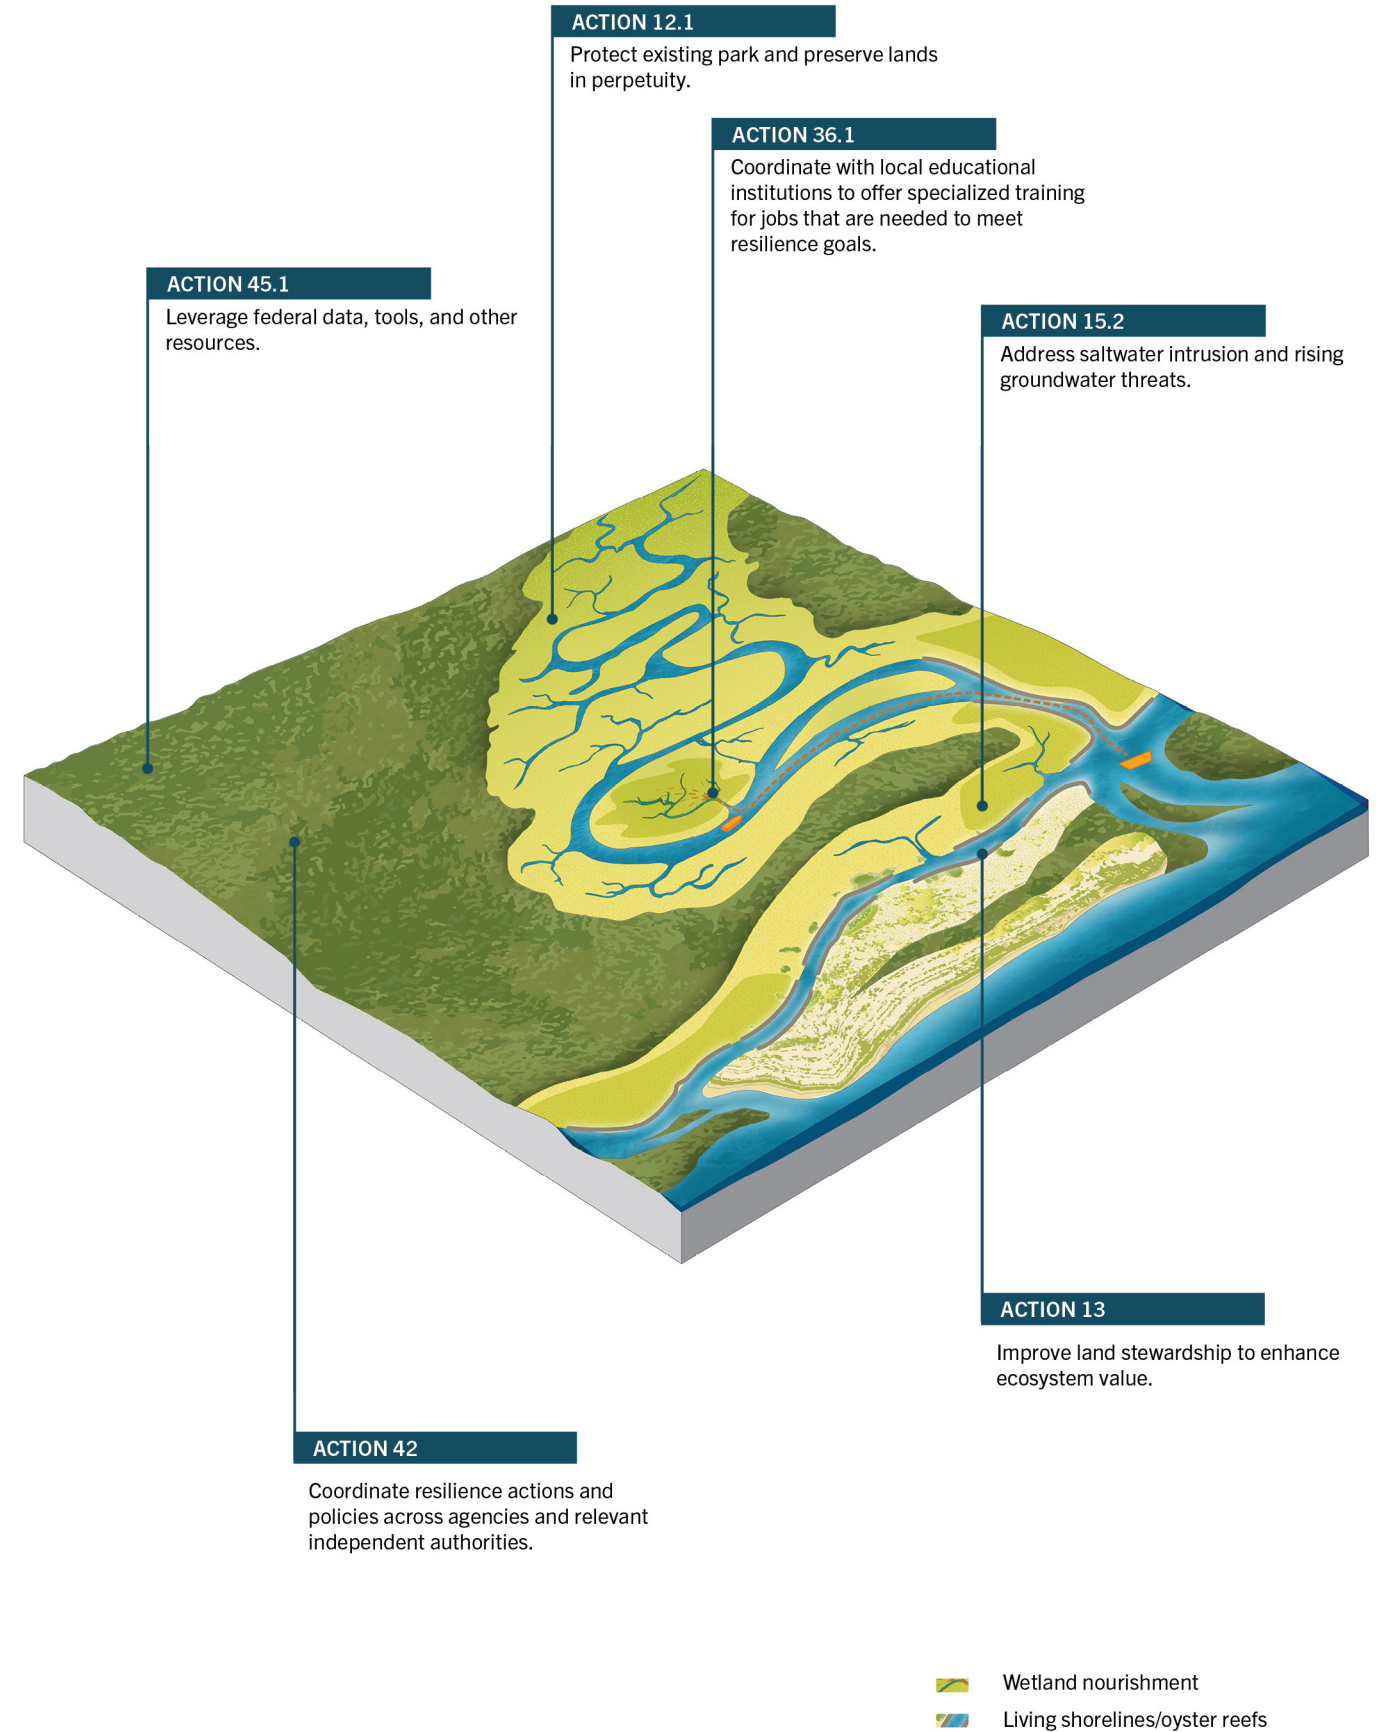 ACTION 12.1
Protect existing park and preserve lands
in perpetuity.
ACTION 36.1
Coordinate with local educational
institutions to offer specialized training
for jobs that are needed to meet
resilience goals.
ACTION 45.1
Leverage federal data, tools, and other
resources.
ACTION 15.2
Address saltwater intrusion and rising
groundwater threats.
ACTION 13
Improve land stewardship to enhance
ecosystem value.
ACTION 42
Coordinate resilience actions and
policies across agencies and relevant
independent authorities.
Wetland nourishment
Living shorelines/oyster reefs